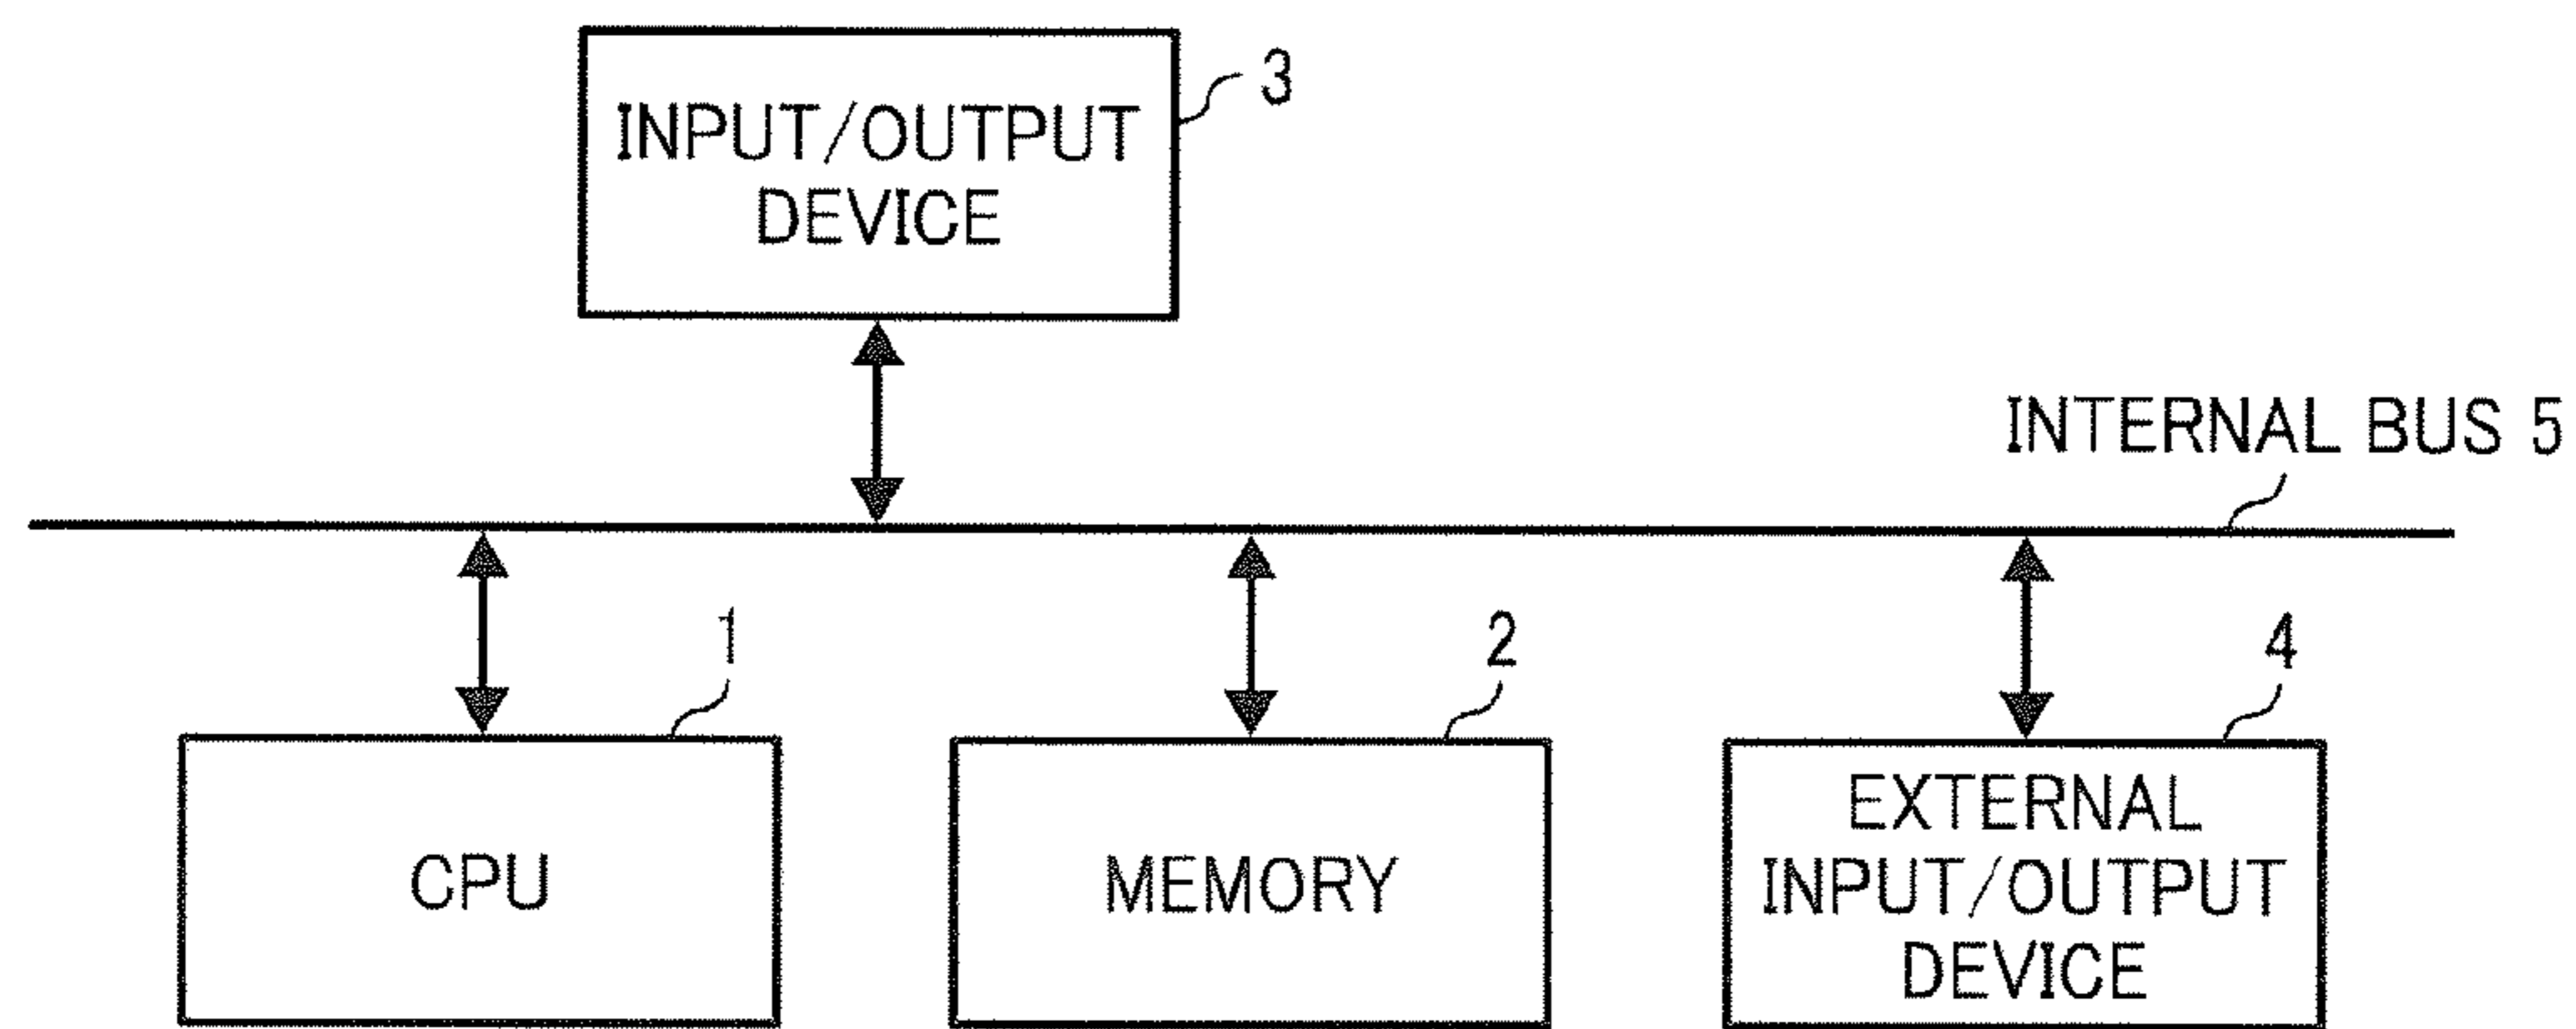 3
INPUT/OUTPUT
DEVICE
INTERNAL BUS 5
1
2
4
CPU
MEMORY
EXTERNAL
INPUT/OUTPUT
DEVICE